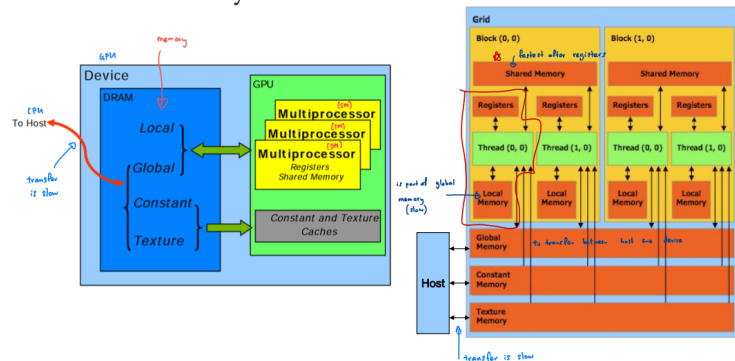 memory
GPU
Device
DRAM
Local
Global
Constant
Texture
CPU
To Host
transfer
is slow
GPU
(SM)
Multiprocessor
(SM)
Multiprocessor
(SM)
Multiprocessor
Registers
Shared Memory
Constant and Texture
Caches
Grid
Block (0, 0)
fastest after registers
Shared Memory
Registers
Registers
Thread (0, 0)
Thread (1, 0)
Local
Memory
Local
Memory
is part of global
memory
(slow)
Block (1, 0)
Shared Memory
Registers
Registers
Thread (0, 0)
Thread (1, 0)
Local
Memory
Local
Memory
Host
Global
Memory
to transfer between host and device
Constant
Memory
Texture
Memory
transfer is slow